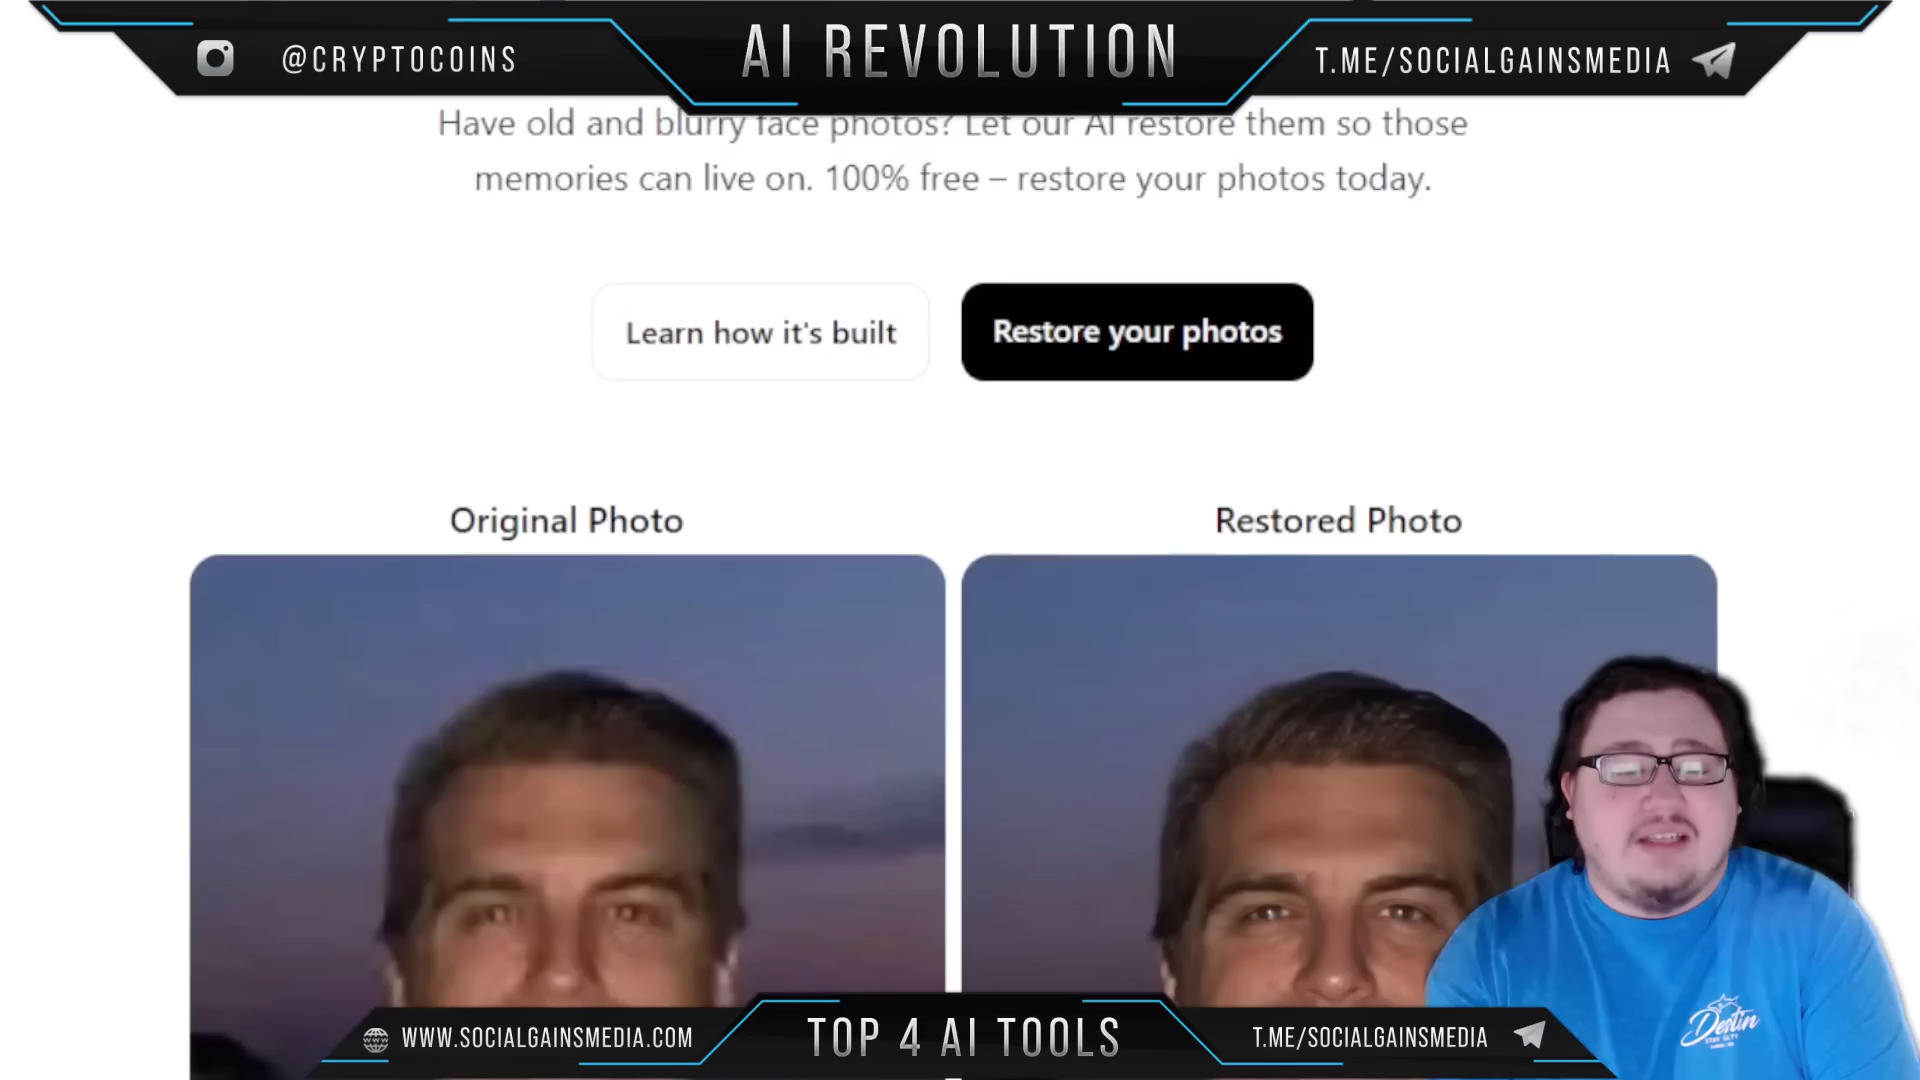 @CRYPTOCOINS
AI REVOLUTION
T.ME/SOCIALGAINSMEDIA
Have old and blurry face photos? Let our AI restore them so those
memories can live on. 100% free – restore your photos today.
Learn how it's built
Restore your photos
Original Photo
Restored Photo
Destin
WWW.SOCIALGAINSMEDIA.COM
TOP 4 AI TOOLS
T.ME/SOCIALGAINSMEDIA